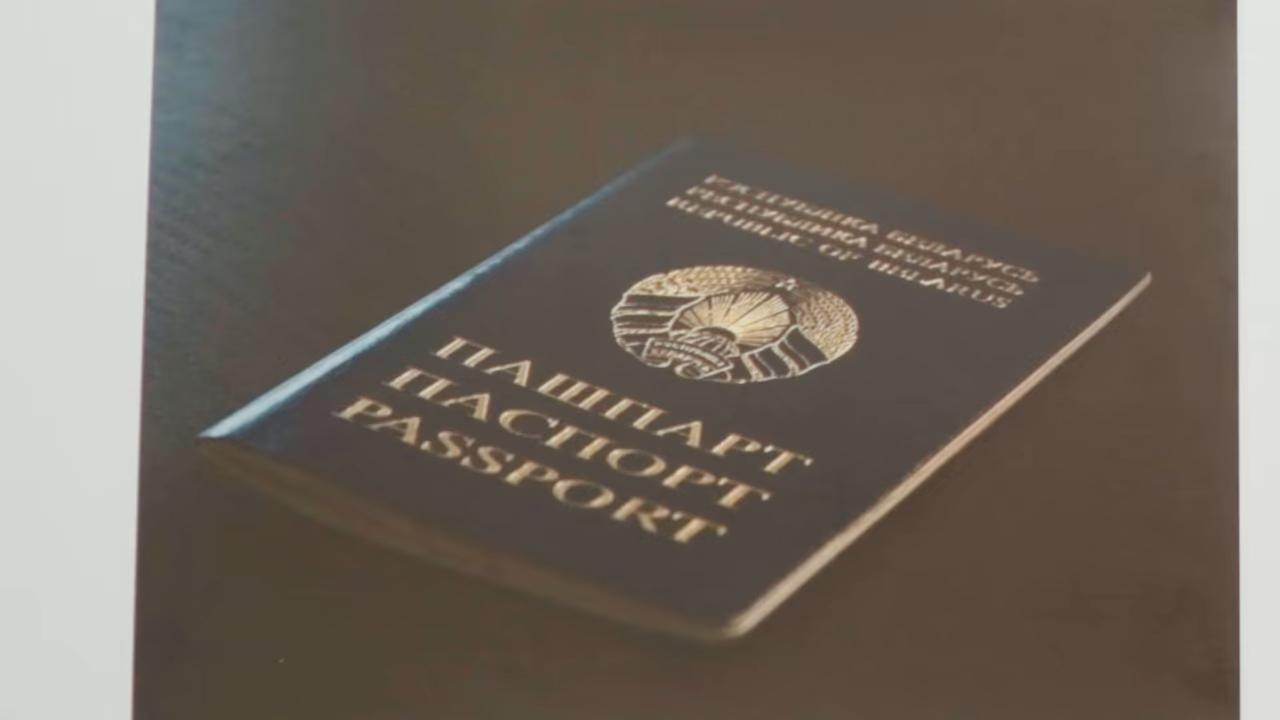 РЭСПУБЛІКА БЕЛАРУСЬ
РЕСПУБЛИКА БЕЛАРУСЬ
REPUBLIC OF BELARUS
ПАШПАРТ
ПАСПОРТ
PASSPORT